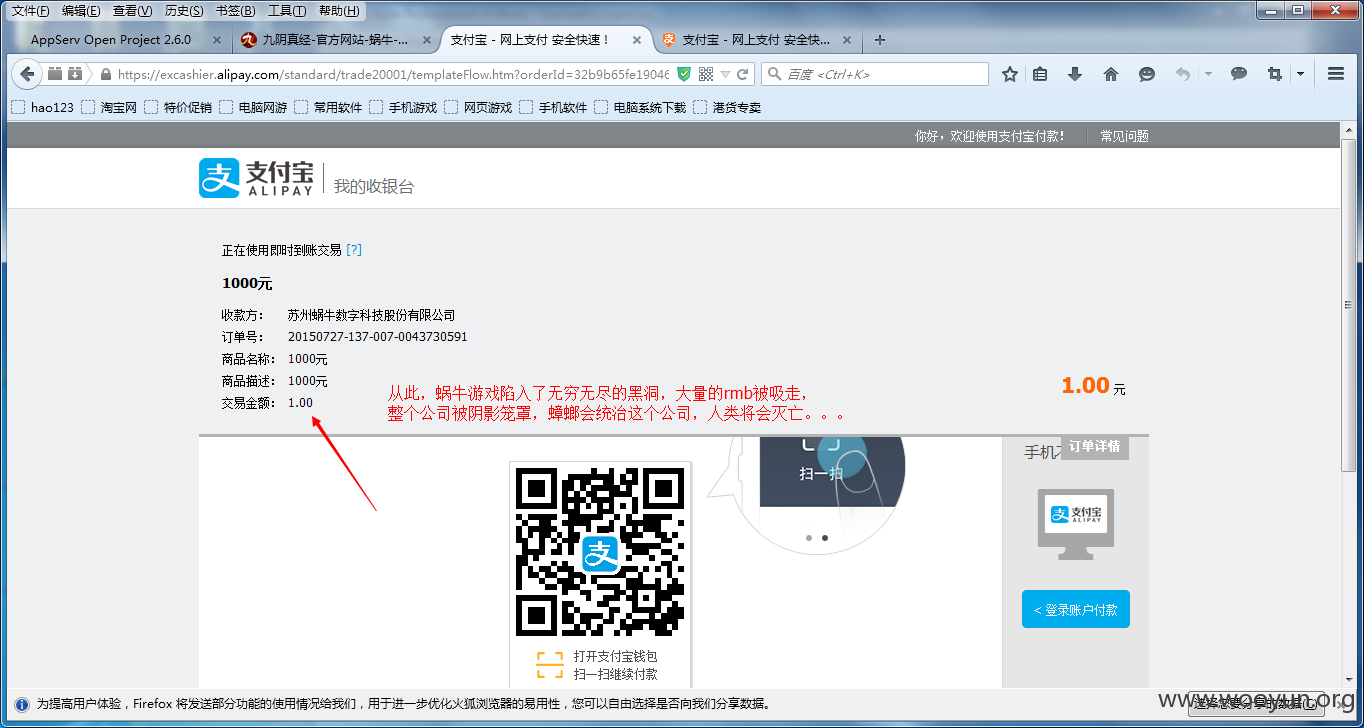 文件(F) 编辑(E) 查看(V) 历史(S) 书签(B) 工具(T) 帮助(H)
AppServ Open Project 2.6.0
九阴真经-官方网站-蜗牛-...
支付宝 - 网上支付 安全快速！
支付宝 - 网上支付 安全快...
https://excashier.alipay.com/standard/trade20001/templateFlow.htm?orderId=32b9b65fe19046
百度 <Ctrl+K>
hao123 淘宝网 特价促销 电脑网游 常用软件 手机游戏 网页游戏 手机软件 电脑系统下载 港货专卖
你好，欢迎使用支付宝付款！ 常见问题
支 支付宝 ALIPAY 我的收银台
正在使用即时到账交易 [?]
1000元
收款方： 苏州蜗牛数字科技股份有限公司
订单号： 20150727-137-007-0043730591
商品名称： 1000元
商品描述： 1000元
交易金额： 1.00
从此，蜗牛游戏陷入了无穷无尽的黑洞，大量的rmb被吸走，
整个公司被阴影笼罩，蟑螂会统治这个公司，人类将会灭亡。。。
1.00 元
订单详情
手机
扫一扫
支
支 支付宝 ALIPAY
< 登录账户付款
打开支付宝钱包
扫一扫继续付款
为提高用户体验，Firefox 将发送部分功能的使用情况给我们，用于进一步优化火狐浏览器的易用性，您可以自由选择是否向我们分享数据。
选择您要分享的数据(C)
www.wooyun.org